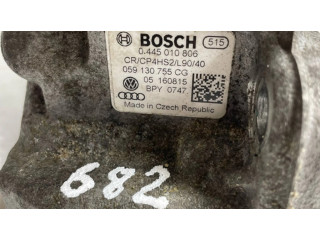 BOSCH 515
0 445 010 806
CR/CP4HS2/L90/40
059 130 755 CG
05 160815
BPY 0747
Made in Czech Republic
682